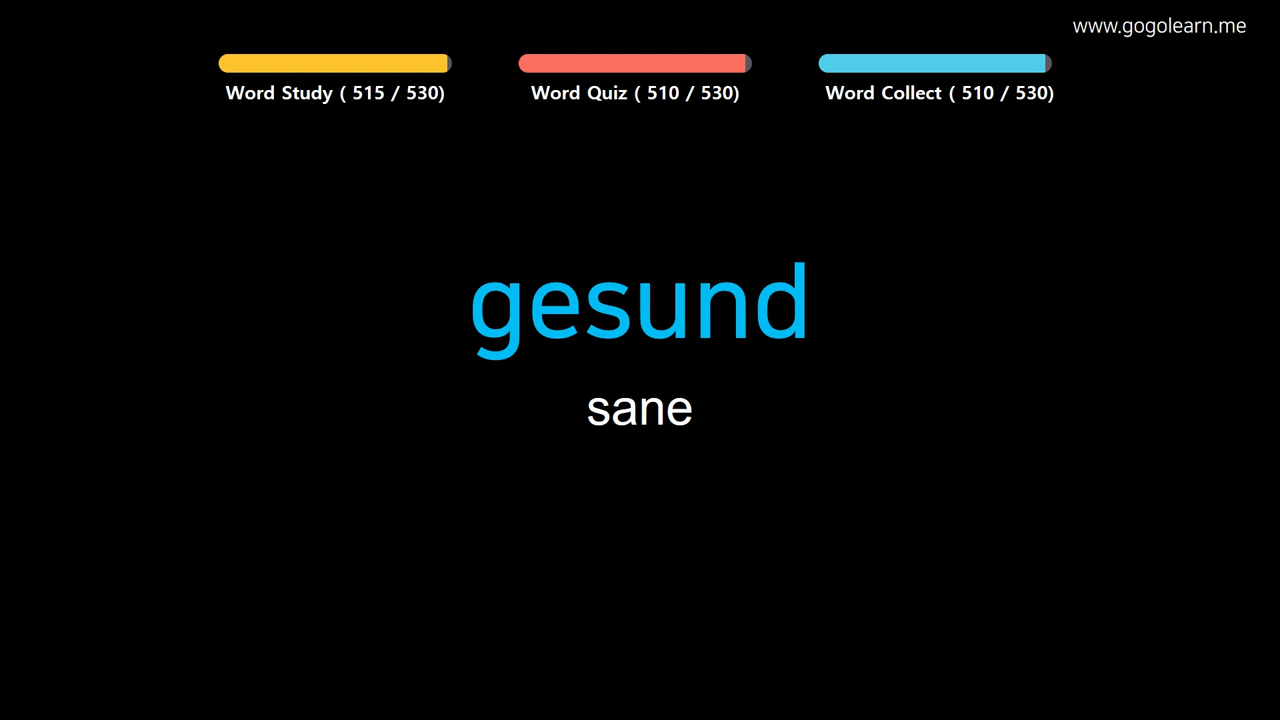 www.gogolearn.me
Word Study ( 515 / 530)
Word Quiz ( 510 / 530)
Word Collect ( 510 / 530)
gesund
sane